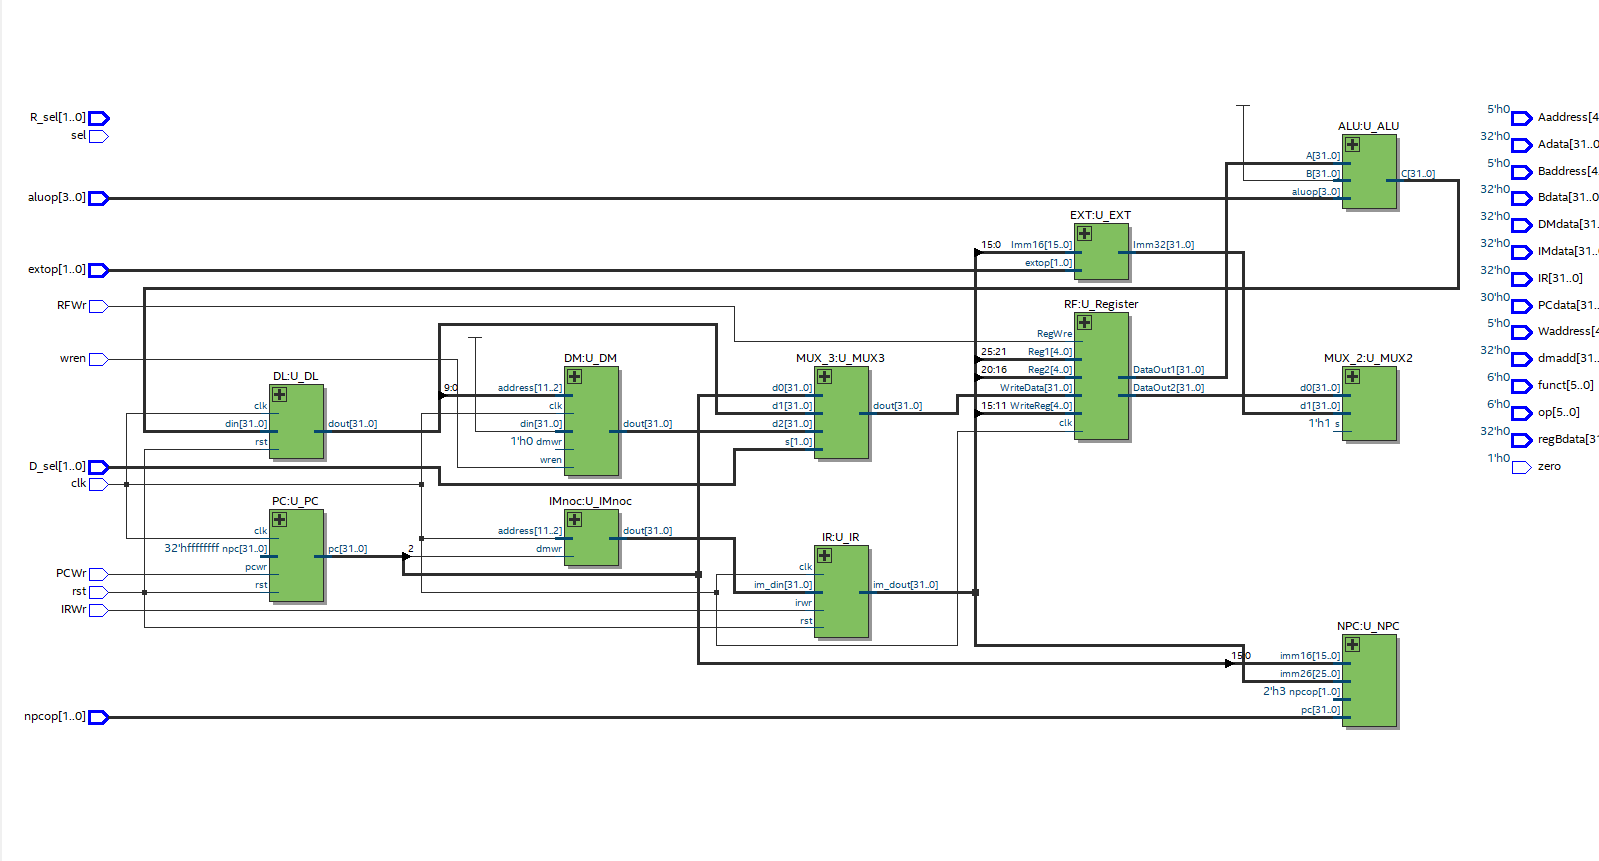 R_sel[1..0]
sel
aluop[3..0]
extop[1..0]
RFWr
wren
D_sel[1..0]
clk
PCWr
rst
IRWr
npcop[1..0]
DL:U_DL
clk
din[31..0]
rst
dout[31..0]
PC:U_PC
clk
32'hffffffff npc[31..0]
pcwr
rst
pc[31..0]
2
9:0
DM:U_DM
address[11..2]
clk
din[31..0]
1'h0 dmwr
wren
dout[31..0]
IMnoc:U_IMnoc
address[11..2]
dmwr
dout[31..0]
MUX_3:U_MUX3
d0[31..0]
d1[31..0]
d2[31..0]
s[1..0]
dout[31..0]
IR:U_IR
clk
im_din[31..0]
irwr
rst
im_dout[31..0]
EXT:U_EXT
15:0 Imm16[15..0]
extop[1..0]
Imm32[31..0]
RF:U_Register
RegWre
25:21 Reg1[4..0]
20:16 Reg2[4..0]
WriteData[31..0]
15:11 WriteReg[4..0]
clk
DataOut1[31..0]
DataOut2[31..0]
ALU:U_ALU
A[31..0]
B[31..0]
aluop[3..0]
C[31..0]
MUX_2:U_MUX2
d0[31..0]
d1[31..0]
1'h1 s
NPC:U_NPC
15:0 imm16[15..0]
imm26[25..0]
2'h3 npcop[1..0]
pc[31..0]
5'h0 Aaddress[4
32'h0 Adata[31..0
5'h0 Baddress[4.
32'h0 Bdata[31..0
32'h0 DMdata[31.
32'h0 IMdata[31..
32'h0 IR[31..0]
30'h0 PCdata[31.
5'h0 Waddress[4
32'h0 dmadd[31..
6'h0 funct[5..0]
6'h0 op[5..0]
32'h0 regBdata[3
1'h0 zero